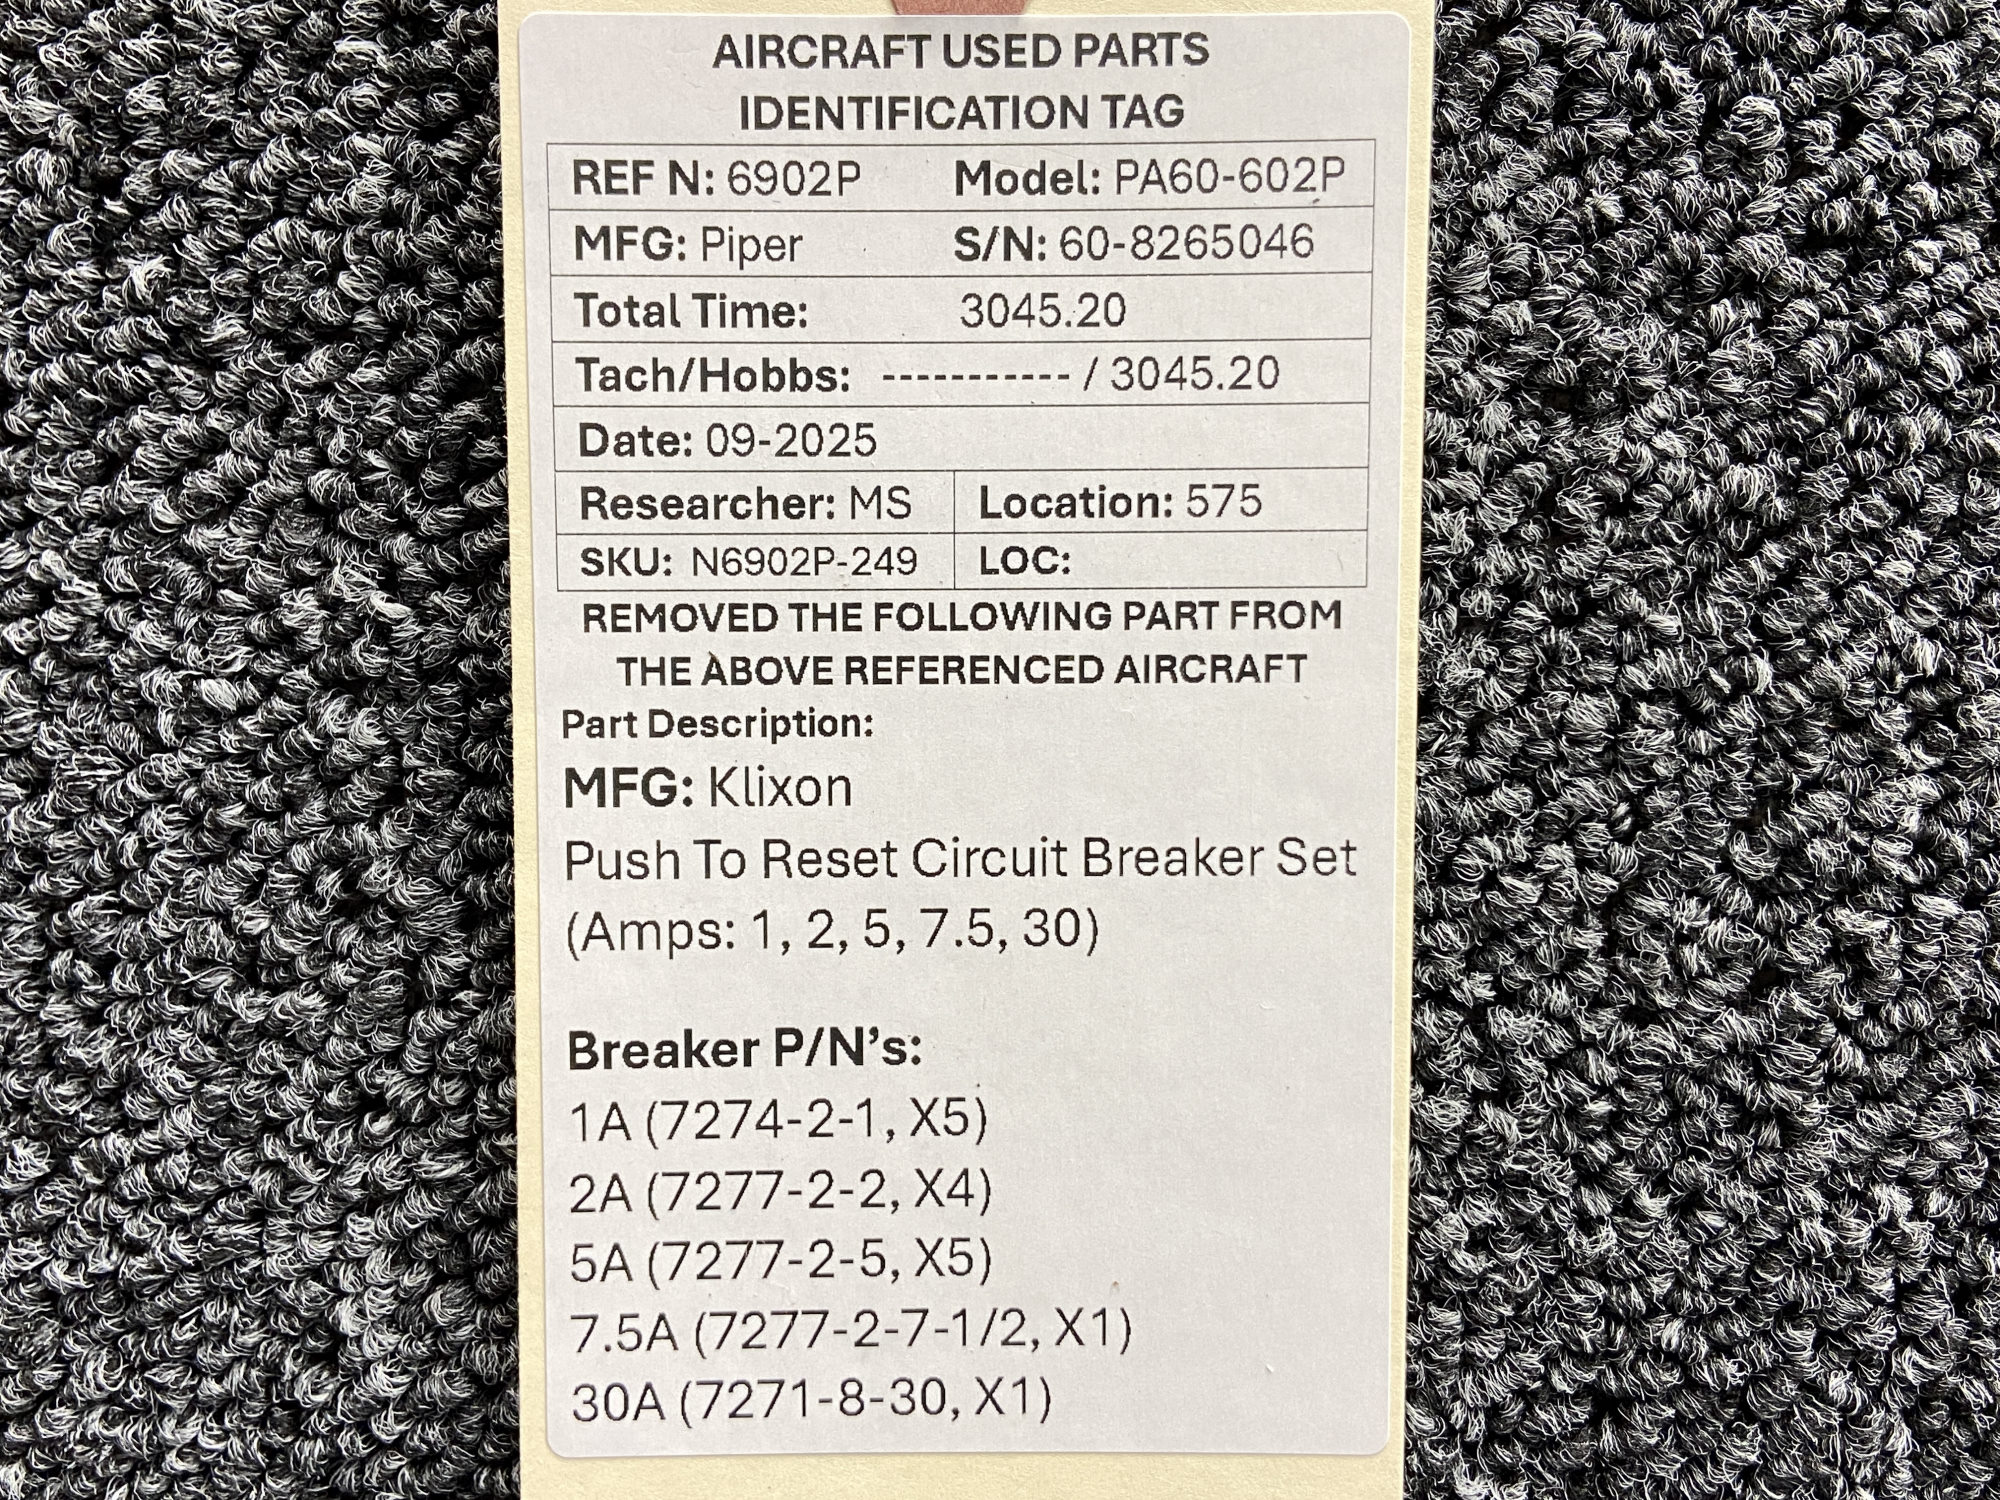 AIRCRAFT USED PARTS
IDENTIFICATION TAG
REF N: 6902P Model: PA60-602P
MFG: Piper S/N: 60-8265046
Total Time: 3045.20
Tach/Hobbs: ----------- / 3045.20
Date: 09-2025
Researcher: MS Location: 575
SKU: N6902P-249 LOC:
REMOVED THE FOLLOWING PART FROM
THE ABOVE REFERENCED AIRCRAFT
Part Description:
MFG: Klixon
Push To Reset Circuit Breaker Set
(Amps: 1, 2, 5, 7.5, 30)
Breaker P/N’s:
1A (7274-2-1, X5)
2A (7277-2-2, X4)
5A (7277-2-5, X5)
7.5A (7277-2-7-1/2, X1)
30A (7271-8-30, X1)